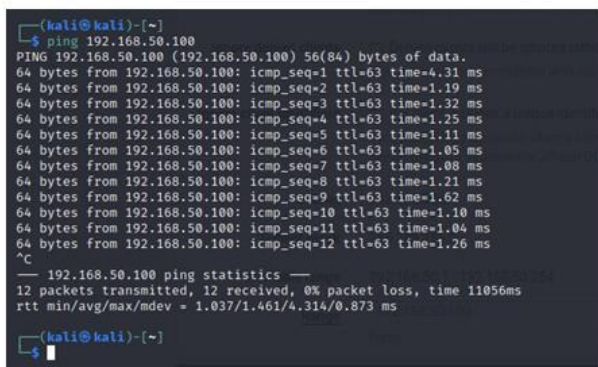 (kali㉿kali)-[~]
$ ping 192.168.50.100
PING 192.168.50.100 (192.168.50.100) 56(84) bytes of data.
64 bytes from 192.168.50.100: icmp_seq=1 ttl=63 time=4.31 ms
64 bytes from 192.168.50.100: icmp_seq=2 ttl=63 time=1.19 ms
64 bytes from 192.168.50.100: icmp_seq=3 ttl=63 time=1.32 ms
64 bytes from 192.168.50.100: icmp_seq=4 ttl=63 time=1.25 ms
64 bytes from 192.168.50.100: icmp_seq=5 ttl=63 time=1.11 ms
64 bytes from 192.168.50.100: icmp_seq=6 ttl=63 time=1.05 ms
64 bytes from 192.168.50.100: icmp_seq=7 ttl=63 time=1.08 ms
64 bytes from 192.168.50.100: icmp_seq=8 ttl=63 time=1.21 ms
64 bytes from 192.168.50.100: icmp_seq=9 ttl=63 time=1.62 ms
64 bytes from 192.168.50.100: icmp_seq=10 ttl=63 time=1.10 ms
64 bytes from 192.168.50.100: icmp_seq=11 ttl=63 time=1.04 ms
64 bytes from 192.168.50.100: icmp_seq=12 ttl=63 time=1.26 ms
^C
— 192.168.50.100 ping statistics —
12 packets transmitted, 12 received, 0% packet loss, time 11056ms
rtt min/avg/max/mdev = 1.037/1.461/4.314/0.873 ms
(kali㉿kali)-[~]
$